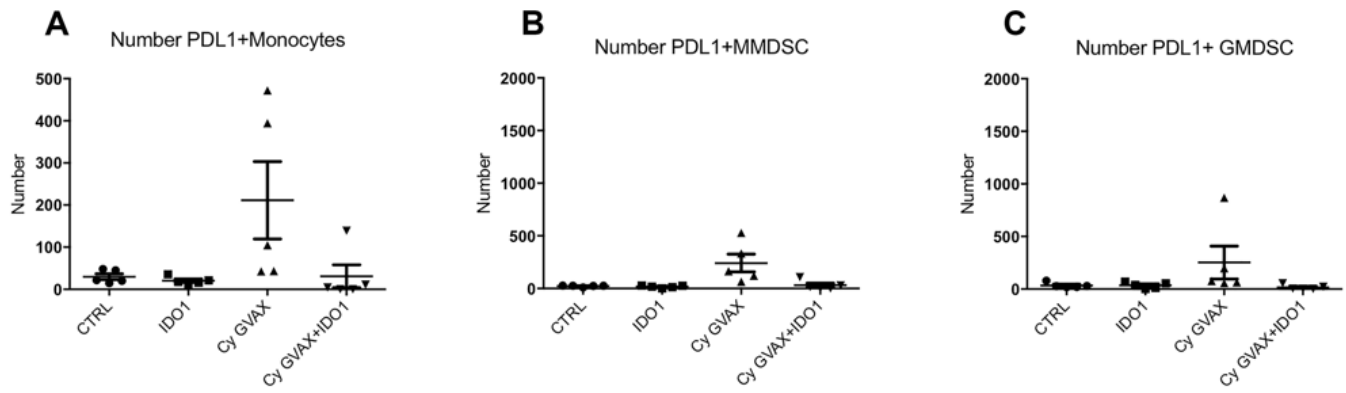 A
Number PDL1+Monocytes
Number
500
400
300
200
100
0
CTRL
IDO1
Cy GVAX
Cy GVAX+IDO1
B
Number PDL1+MMDSC
Number
2000
1500
1000
500
0
CTRL
IDO1
Cy GVAX
Cy GVAX+IDO1
C
Number PDL1+ GMDSC
Number
2000
1500
1000
500
0
CTRL
IDO1
Cy GVAX
Cy GVAX+IDO1